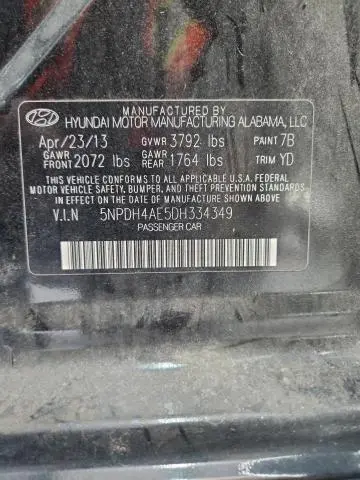 MANUFACTURED BY
HYUNDAI MOTOR MANUFACTURING ALABAMA, LLC
Apr/23/13 GVWR 3792 lbs PAINT 7B
GAWR FRONT 2072 lbs GAWR REAR 1764 lbs TRIM YD
THIS VEHICLE CONFORMS TO ALL APPLICABLE U.S.A. FEDERAL
MOTOR VEHICLE SAFETY, BUMPER, AND THEFT PREVENTION STANDARDS
IN EFFECT ON THE DATE OF MANUFACTURE SHOWN ABOVE
V.I.N 5NPDH4AE5DH334349
PASSENGER CAR